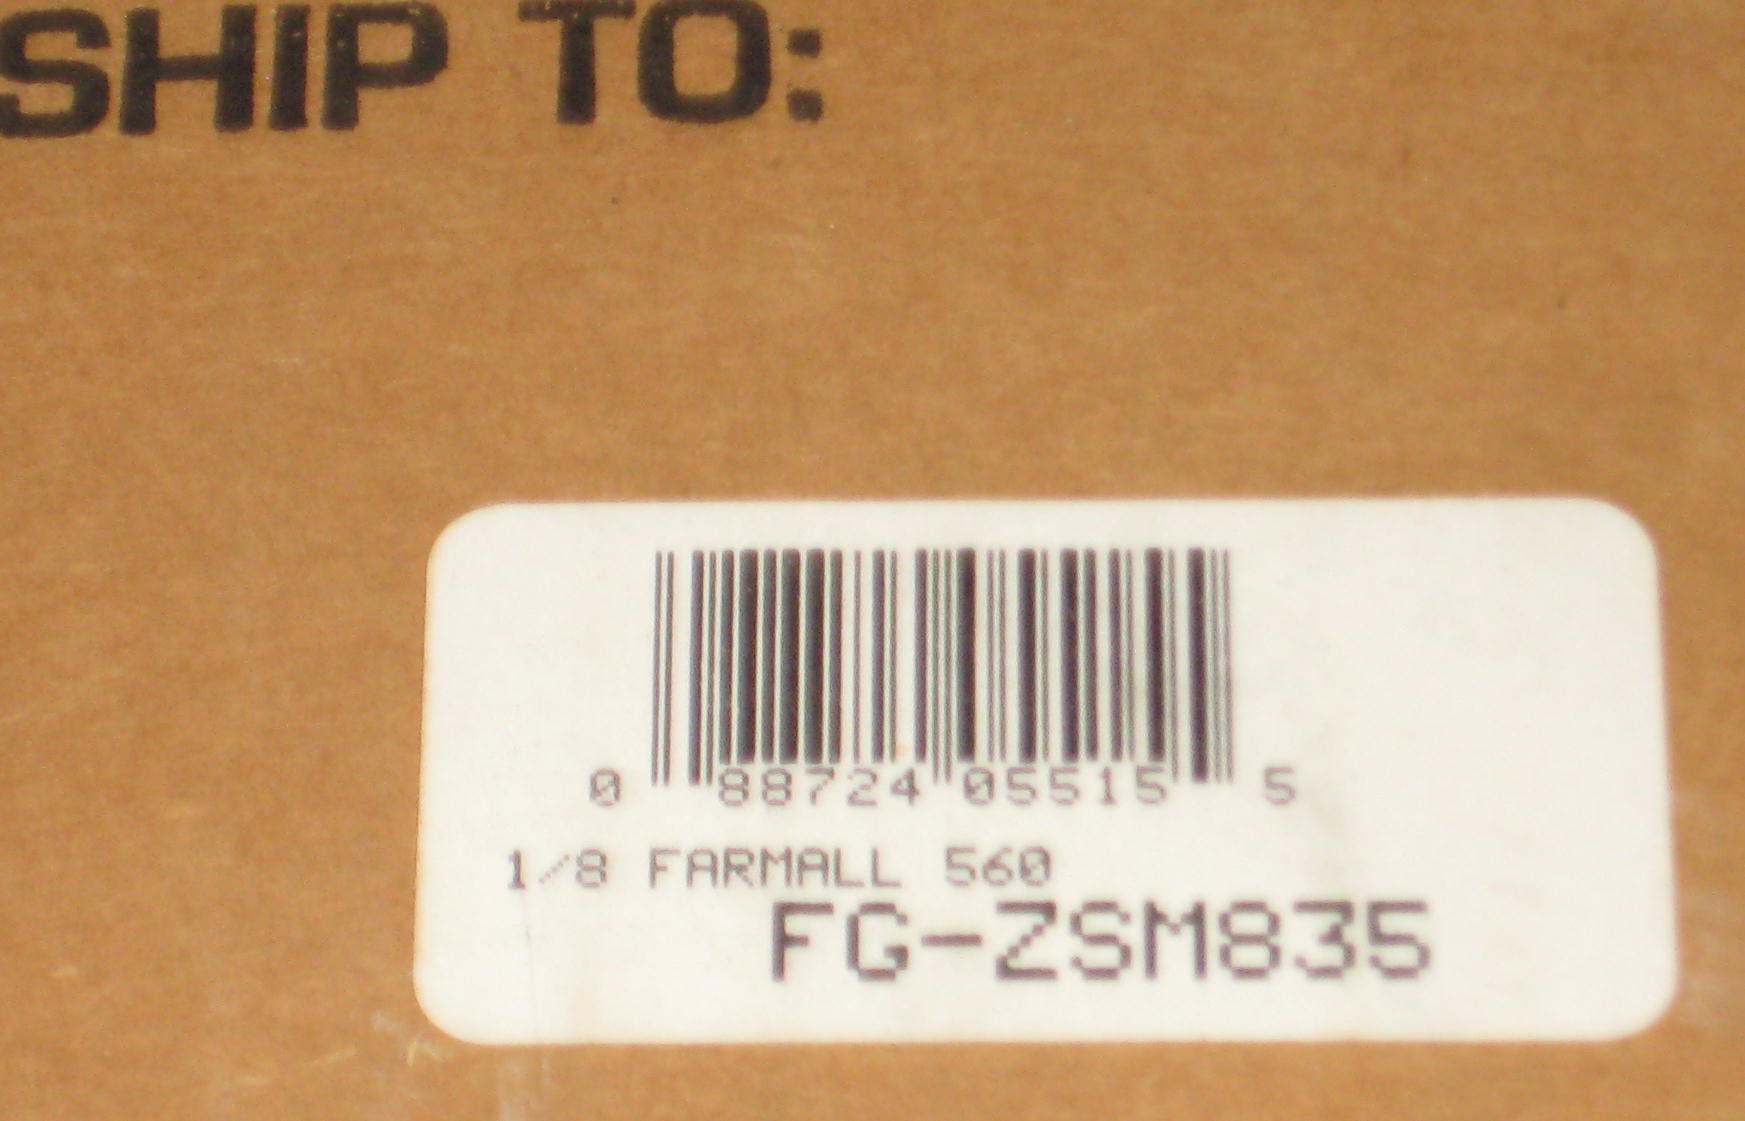 SHIP TO:
0 88724 05515 5
1/8 FARMALL 560
FG-ZSM835